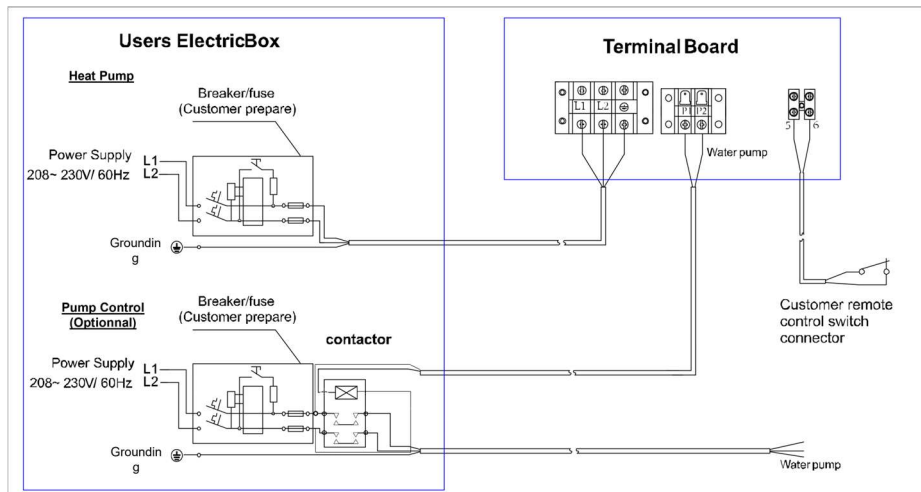 Users ElectricBox
Heat Pump
Breaker/fuse
(Customer prepare)
Power Supply L1
208~ 230V/ 60Hz L2
Groundin
g
Pump Control
(Optionnal)
Breaker/fuse
(Customer prepare)
contactor
Power Supply L1
208~ 230V/ 60Hz L2
Groundin
g
Terminal Board
L1 L2
P1 P2
5 6
Water pump
Customer remote
control switch
connector
Water pump